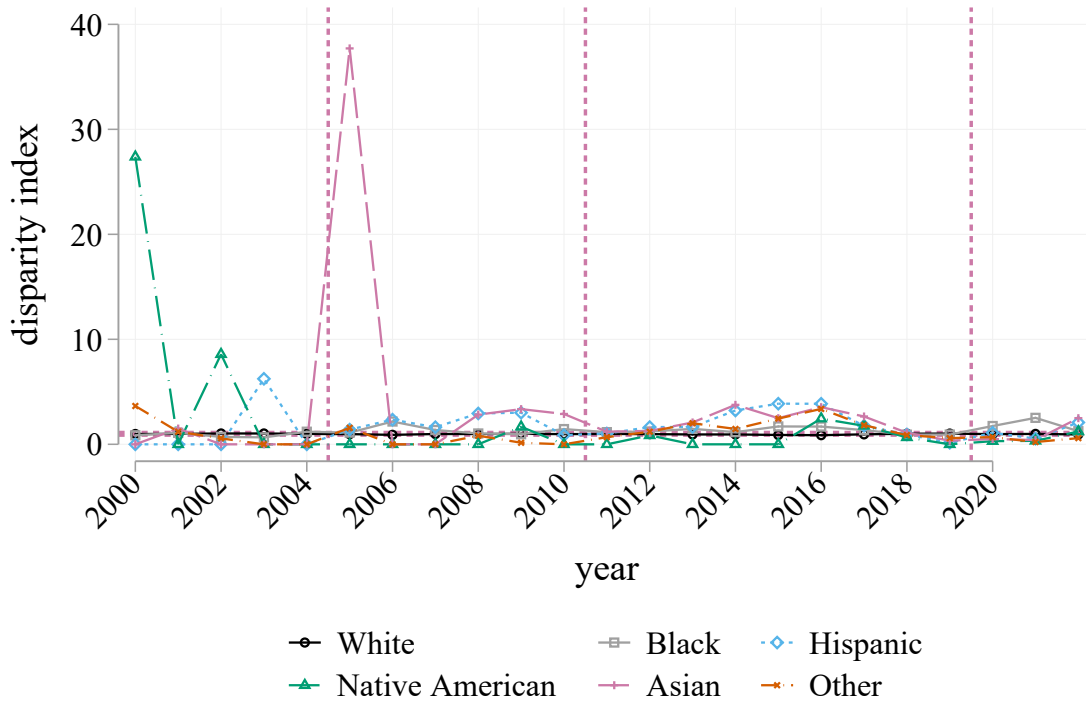 40
30
20
10
0
disparity index
2000
2002
2004
2006
2008
2010
2012
2014
2016
2018
2020
year
White
Black
Hispanic
Native American
Asian
Other